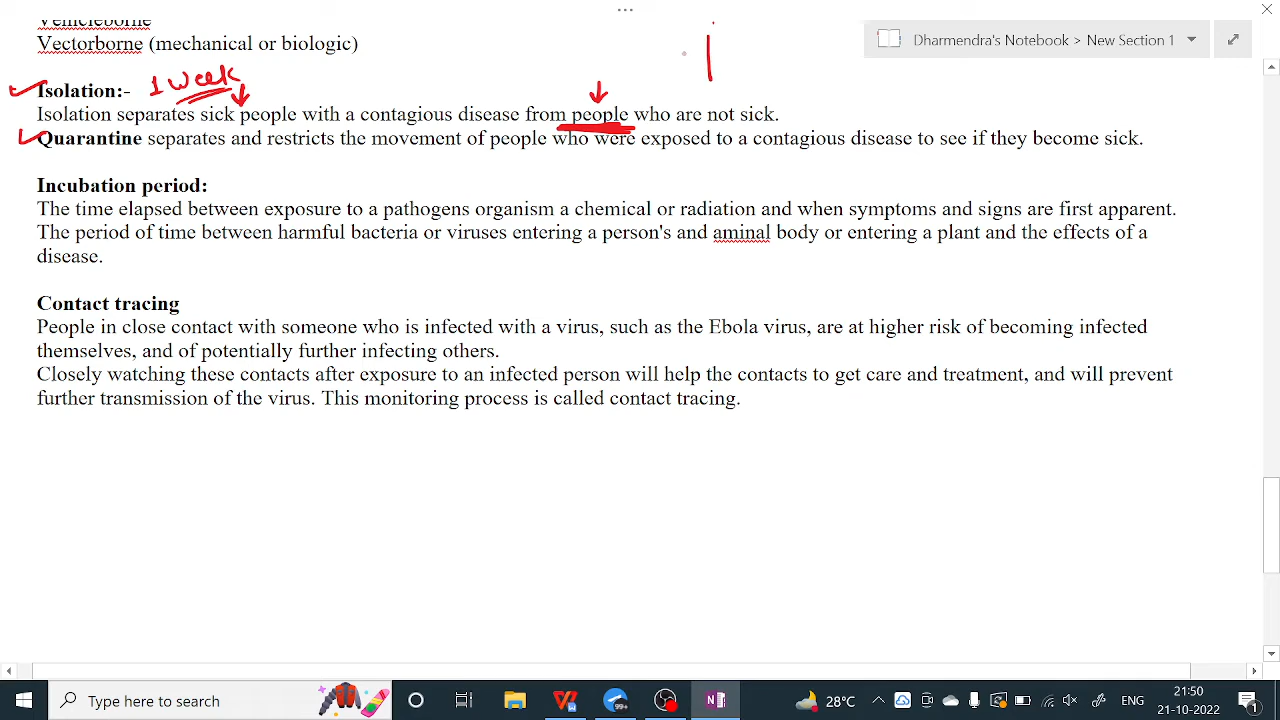 Vehicleborne
Vectorborne (mechanical or biologic)
Dharmendra's Notebook > New Section 1
Isolation:- 1 week
Isolation separates sick people with a contagious disease from people who are not sick.
Quarantine separates and restricts the movement of people who were exposed to a contagious disease to see if they become sick.
Incubation period:
The time elapsed between exposure to a pathogens organism a chemical or radiation and when symptoms and signs are first apparent.
The period of time between harmful bacteria or viruses entering a person's and aminal body or entering a plant and the effects of a
disease.
Contact tracing
People in close contact with someone who is infected with a virus, such as the Ebola virus, are at higher risk of becoming infected
themselves, and of potentially further infecting others.
Closely watching these contacts after exposure to an infected person will help the contacts to get care and treatment, and will prevent
further transmission of the virus. This monitoring process is called contact tracing.
Type here to search
99+
28°C
ENG
21:50
21-10-2022
1